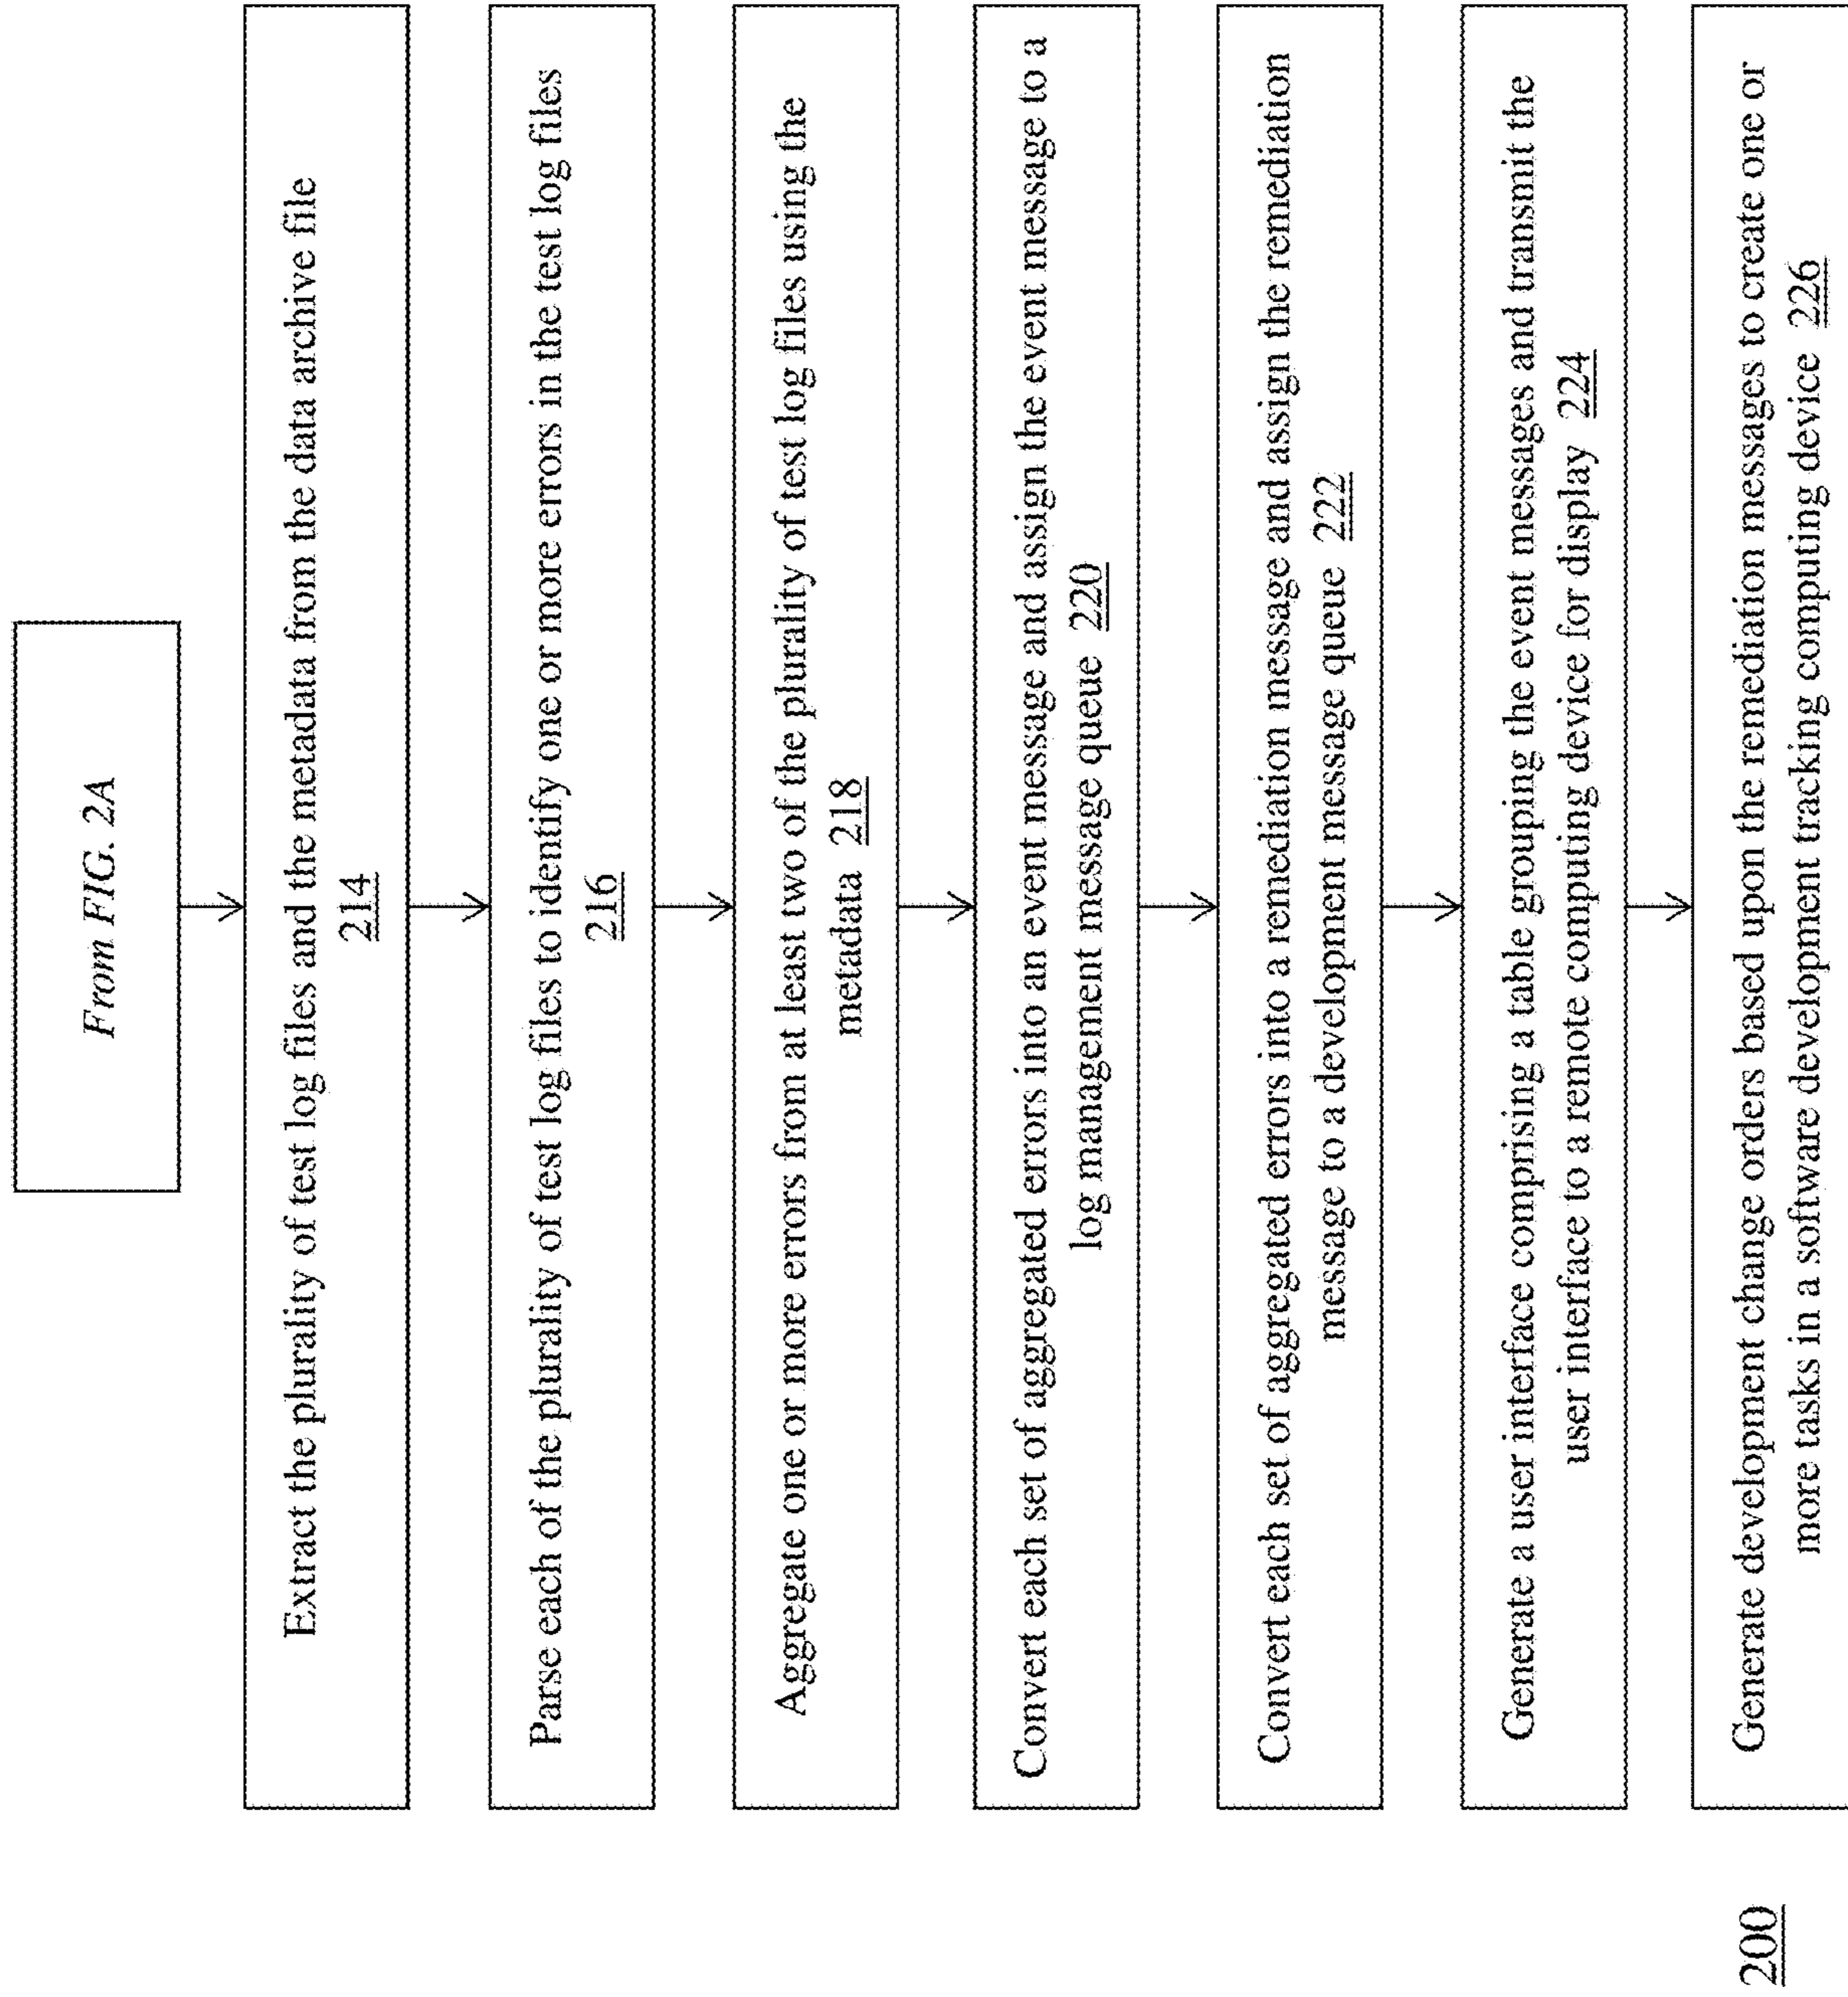 From FIG. 2A
Extract the plurality of test log files and the metadata from the data archive file
214
Parse each of the plurality of test log files to identify one or more errors in the test log files
216
Aggregate one or more errors from at least two of the plurality of test log files using the
metadata 218
Convert each set of aggregated errors into an event message and assign the event message to a
log management message queue 220
Convert each set of aggregated errors into a remediation message and assign the remediation
message to a development message queue 222
Generate a user interface comprising a table grouping the event messages and transmit the
user interface to a remote computing device for display 224
Generate development change orders based upon the remediation messages to create one or
more tasks in a software development tracking computing device 226
200